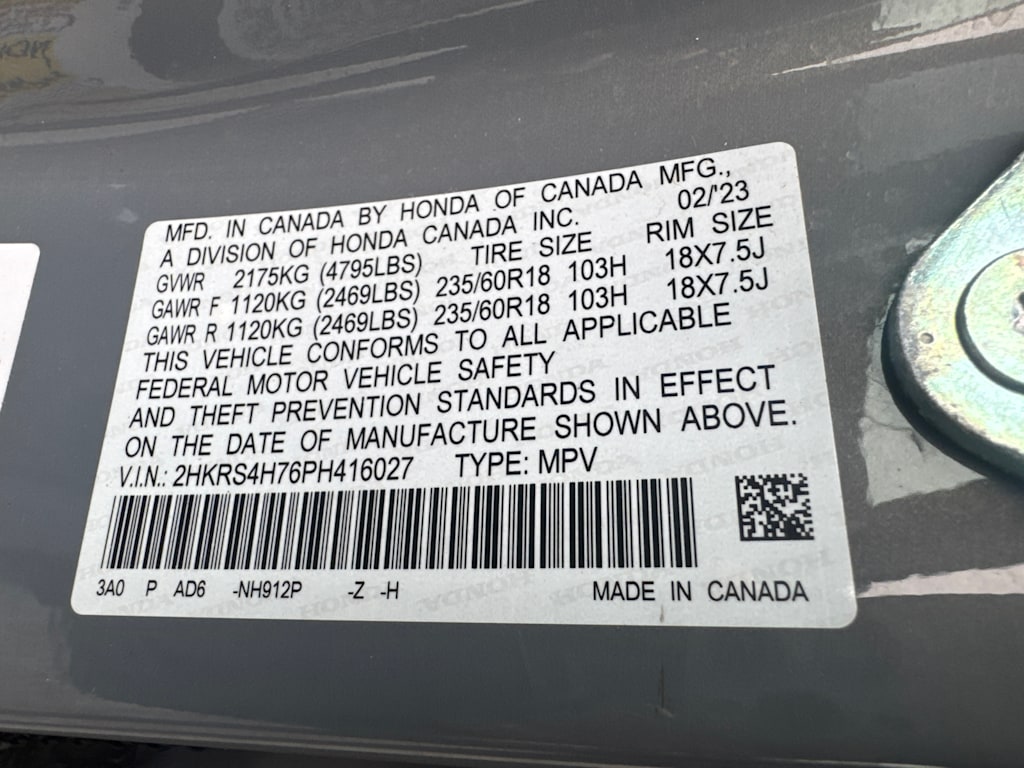 MFD. IN CANADA BY HONDA OF CANADA MFG.,
A DIVISION OF HONDA CANADA INC. 02/'23
GVWR 2175KG (4795LBS) TIRE SIZE RIM SIZE
GAWR F 1120KG (2469LBS) 235/60R18 103H 18X7.5J
GAWR R 1120KG (2469LBS) 235/60R18 103H 18X7.5J
THIS VEHICLE CONFORMS TO ALL APPLICABLE
FEDERAL MOTOR VEHICLE SAFETY
AND THEFT PREVENTION STANDARDS IN EFFECT
ON THE DATE OF MANUFACTURE SHOWN ABOVE.
V.I.N.: 2HKRS4H76PH416027 TYPE: MPV
3A0 P AD6 -NH912P -Z -H MADE IN CANADA